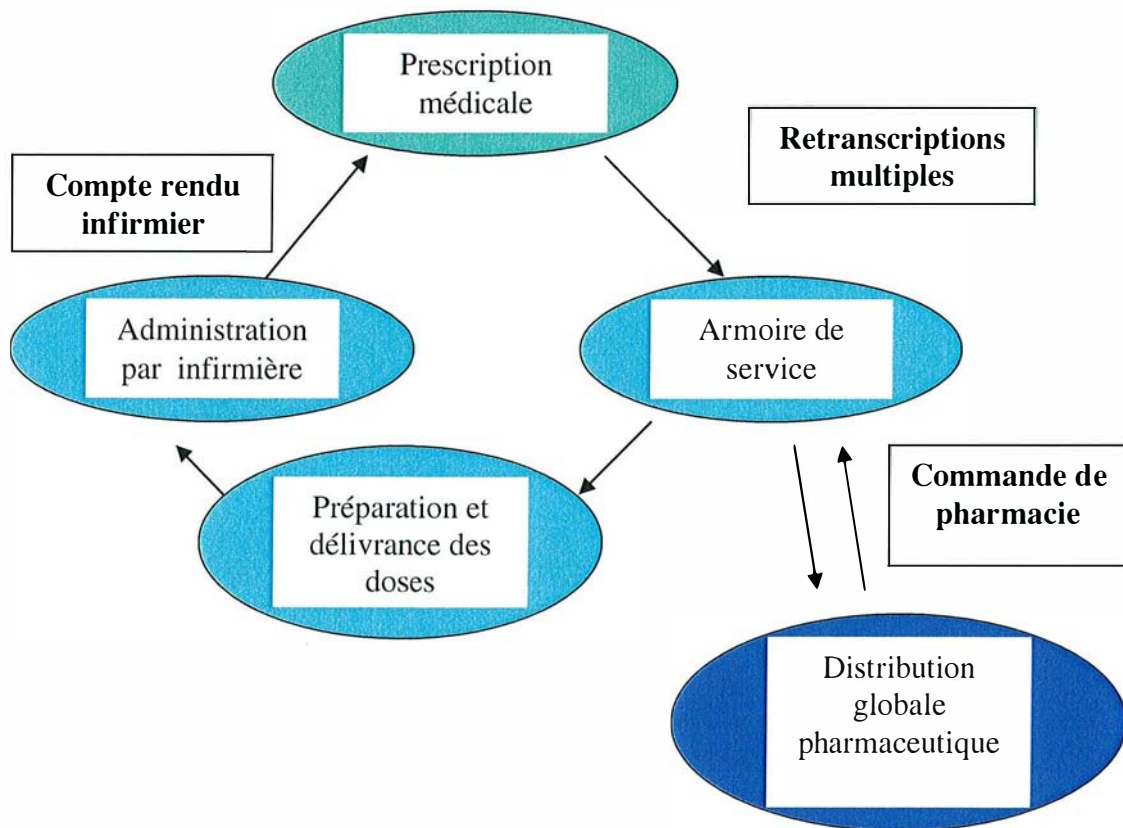 Prescription
médicale
Retranscriptions
multiples
Compte rendu
infirmier
Administration
par infirmière
Armoire de
service
Commande de
pharmacie
Préparation et
délivrance des
doses
Distribution
globale
pharmaceutique